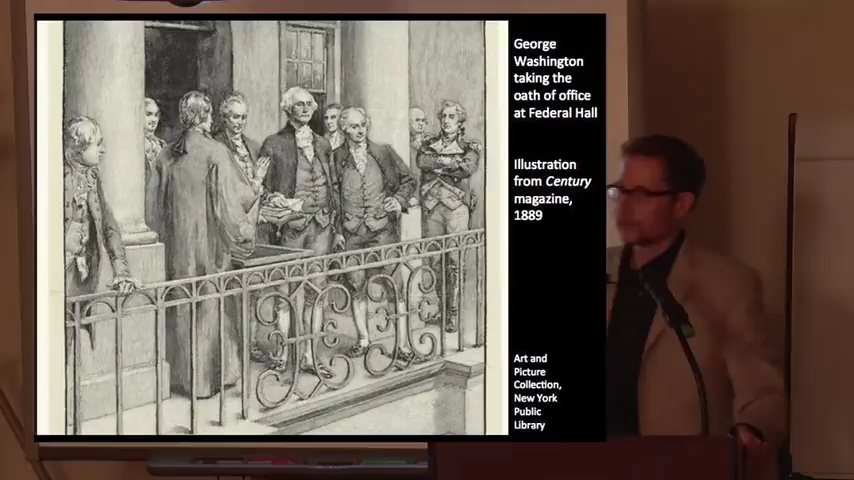 George
Washington
taking the
oath of office
at Federal Hall
Illustration
from Century
magazine,
1889
Art and
Picture
Collection,
New York
Public
Library